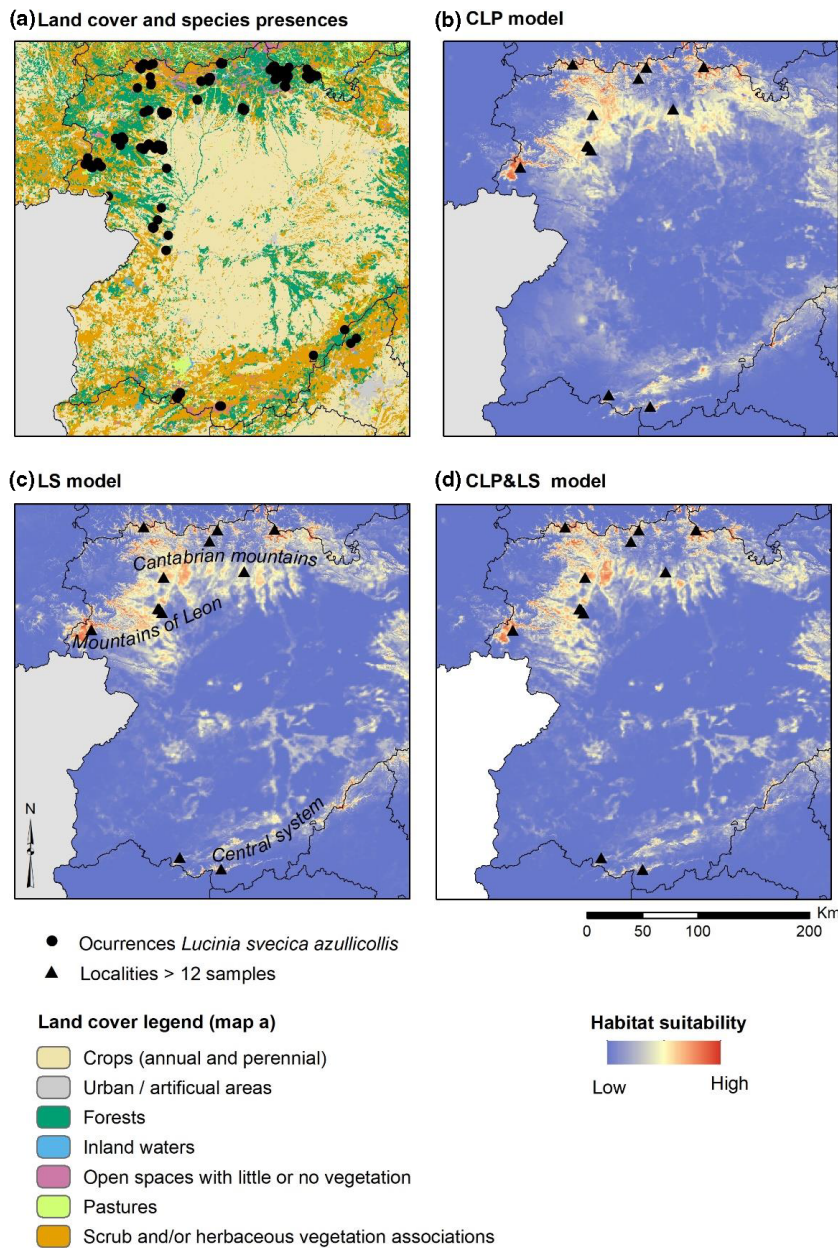 (a) Land cover and species presences
(b) CLP model
(c) LS model
(d) CLP&LS model
Cantabrian mountains
Mountains of Leon
Central system
N
Km
0 50 100 200
Ocurrences Lucinia svecica azullicollis
Localities > 12 samples
Land cover legend (map a)
Crops (annual and perennial)
Urban / artificual areas
Forests
Inland waters
Open spaces with little or no vegetation
Pastures
Scrub and/or herbaceous vegetation associations
Habitat suitability
Low High